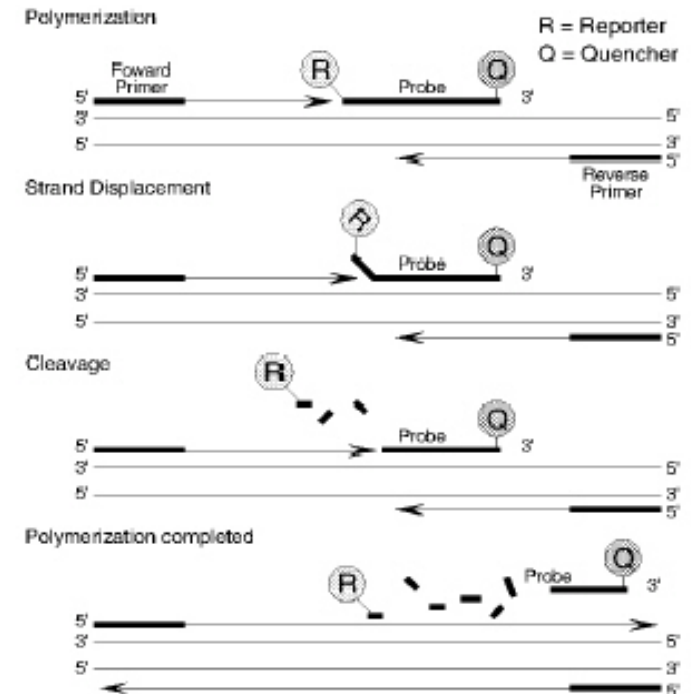 Polymerization
R = Reporter
Q = Quencher
R
Q
Foward
Primer
Probe
5' 3'
3' 5'
5' 3'
5'
Reverse
Primer
Strand Displacement
R
Q
Probe
5' 3'
3' 5'
5' 3'
5'
Cleavage
R
Q
Probe
5' 3'
3' 5'
5' 3'
5'
Polymerization completed
R
Q
Probe
3'
5'
3' 5'
5' 3'
5'